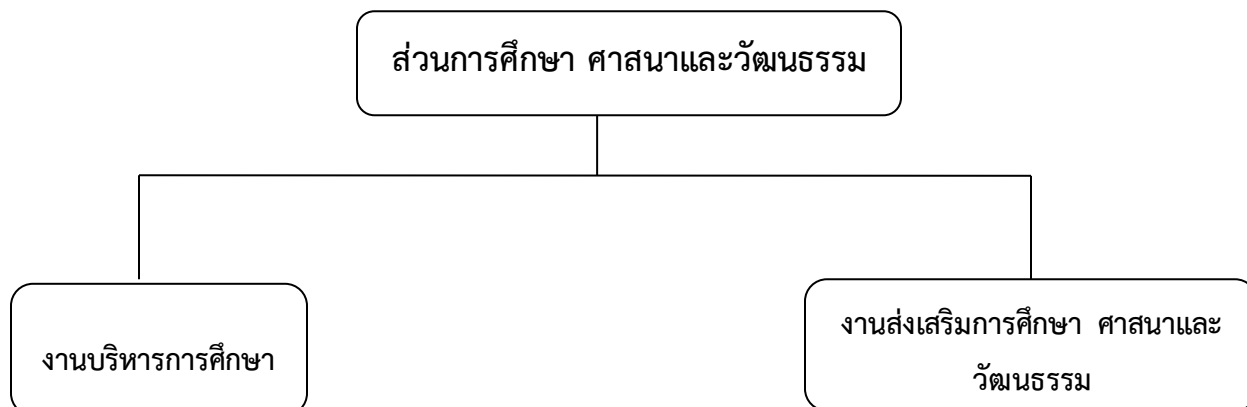 ส่วนการศึกษา ศาสนาและวัฒนธรรม
งานบริหารการศึกษา
งานส่งเสริมการศึกษา ศาสนาและ
วัฒนธรรม